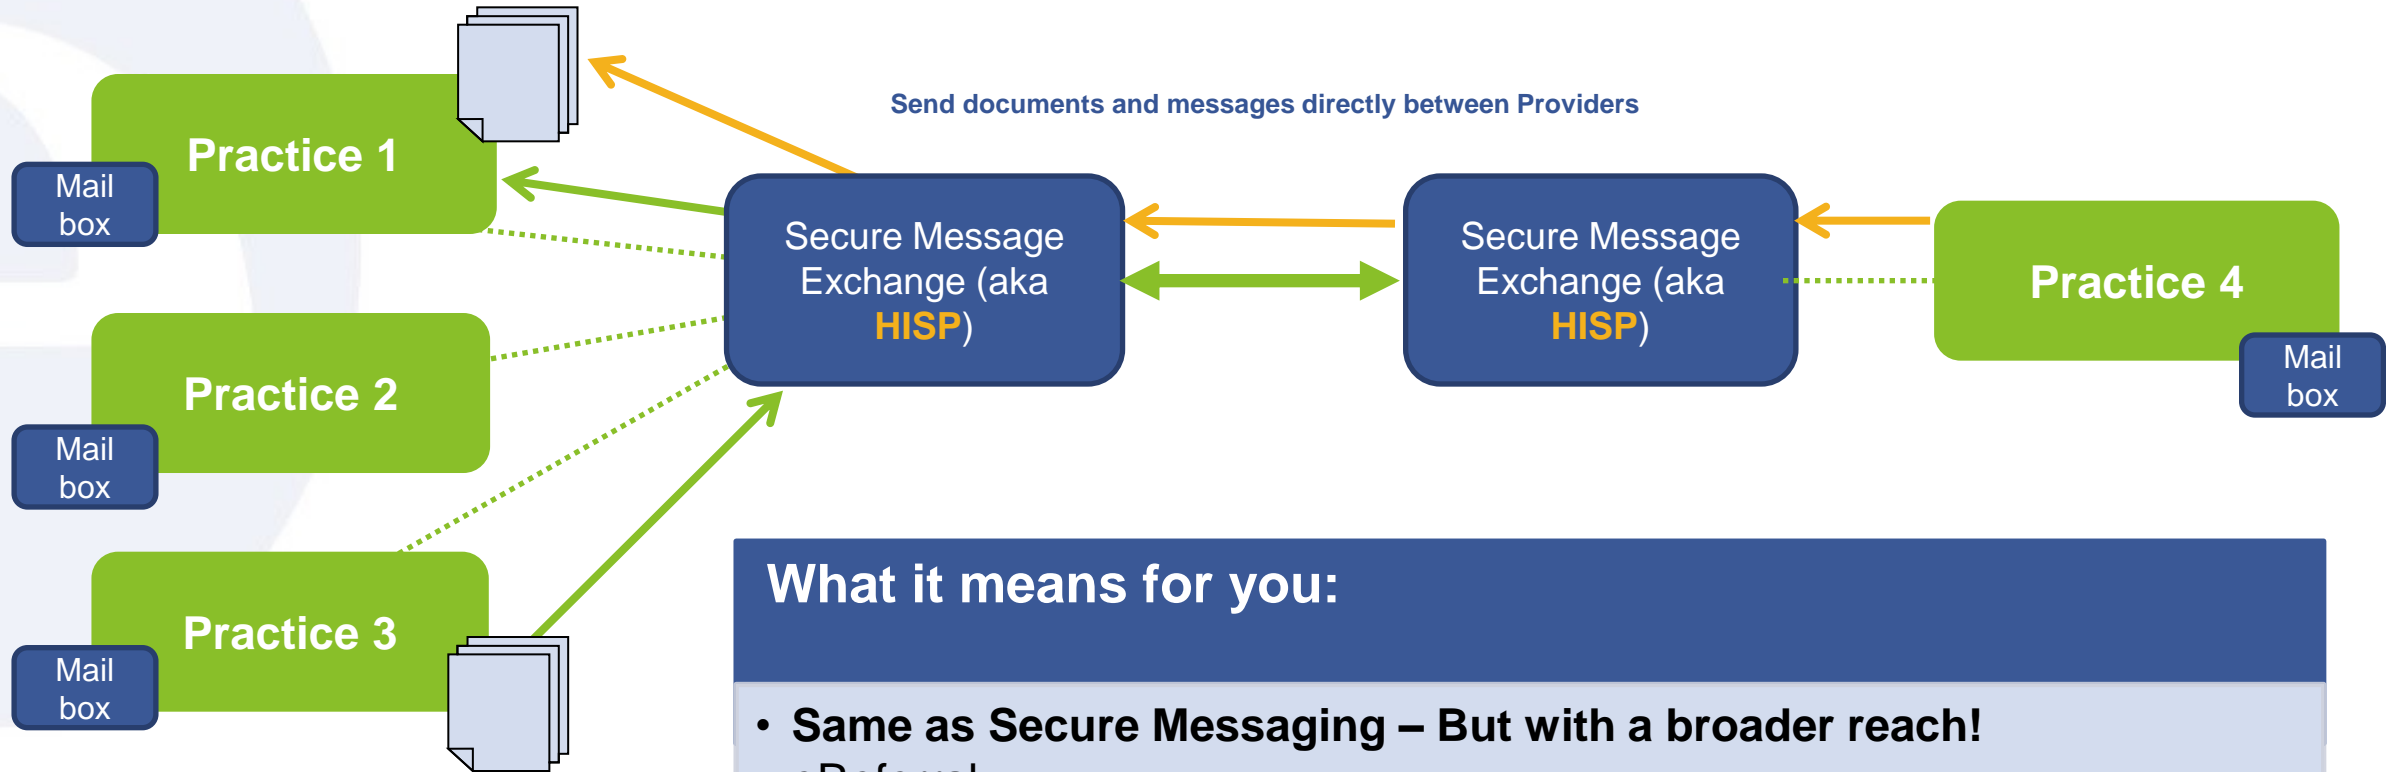 Send documents and messages directly between Providers
Practice 1
Mail
box
Secure Message
Exchange (aka
HISP)
Secure Message
Exchange (aka
HISP)
Practice 4
Mail
box
Practice 2
Mail
box
Practice 3
Mail
box
What it means for you:
• Same as Secure Messaging – But with a broader reach!